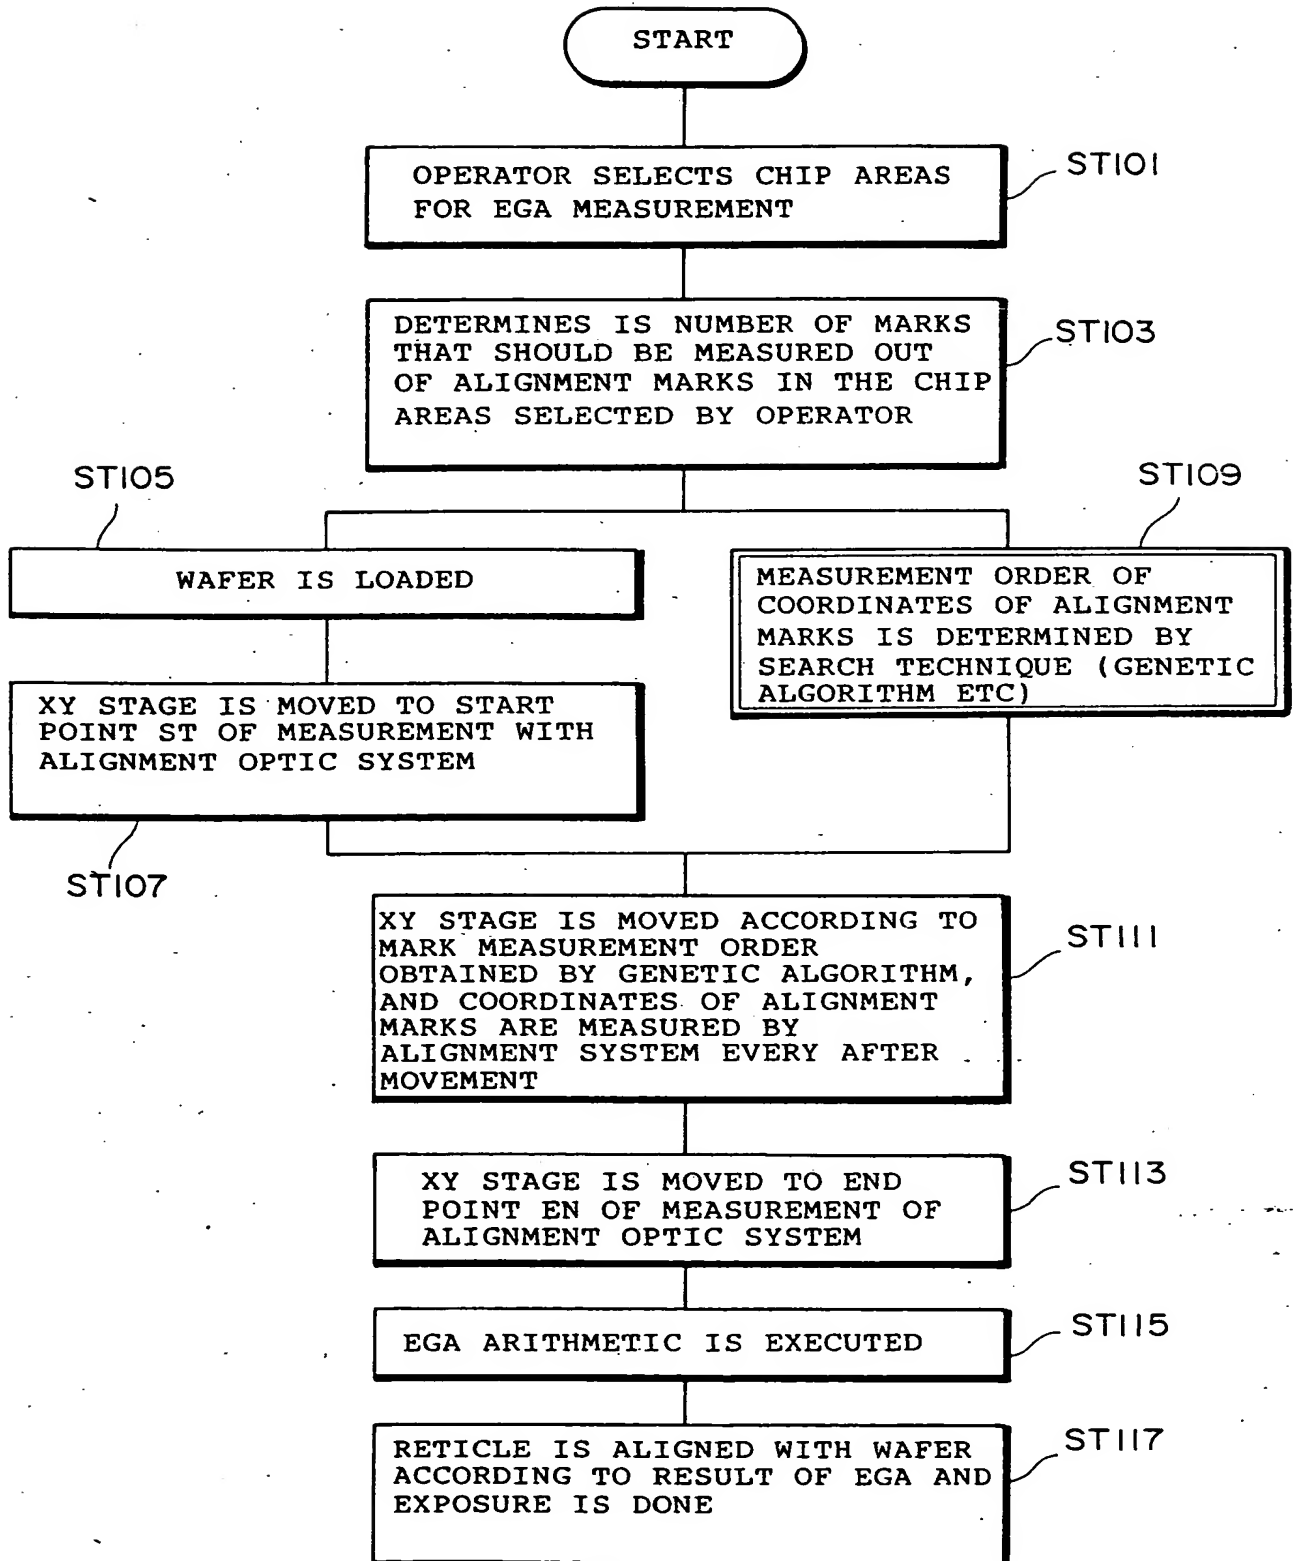 START
OPERATOR SELECTS CHIP AREAS
FOR EGA MEASUREMENT
ST101
DETERMINES IS NUMBER OF MARKS
THAT SHOULD BE MEASURED OUT
OF ALIGNMENT MARKS IN THE CHIP
AREAS SELECTED BY OPERATOR
ST103
ST105
WAFER IS LOADED
XY STAGE IS MOVED TO START
POINT ST OF MEASUREMENT WITH
ALIGNMENT OPTIC SYSTEM
ST107
ST109
MEASUREMENT ORDER OF
COORDINATES OF ALIGNMENT
MARKS IS DETERMINED BY
SEARCH TECHNIQUE (GENETIC
ALGORITHM ETC)
XY STAGE IS MOVED ACCORDING TO
MARK MEASUREMENT ORDER
OBTAINED BY GENETIC ALGORITHM,
AND COORDINATES OF ALIGNMENT
MARKS ARE MEASURED BY
ALIGNMENT SYSTEM EVERY AFTER
MOVEMENT
ST111
XY STAGE IS MOVED TO END
POINT EN OF MEASUREMENT OF
ALIGNMENT OPTIC SYSTEM
ST113
EGA ARITHMETIC IS EXECUTED
ST115
RETICLE IS ALIGNED WITH WAFER
ACCORDING TO RESULT OF EGA AND
EXPOSURE IS DONE
ST117